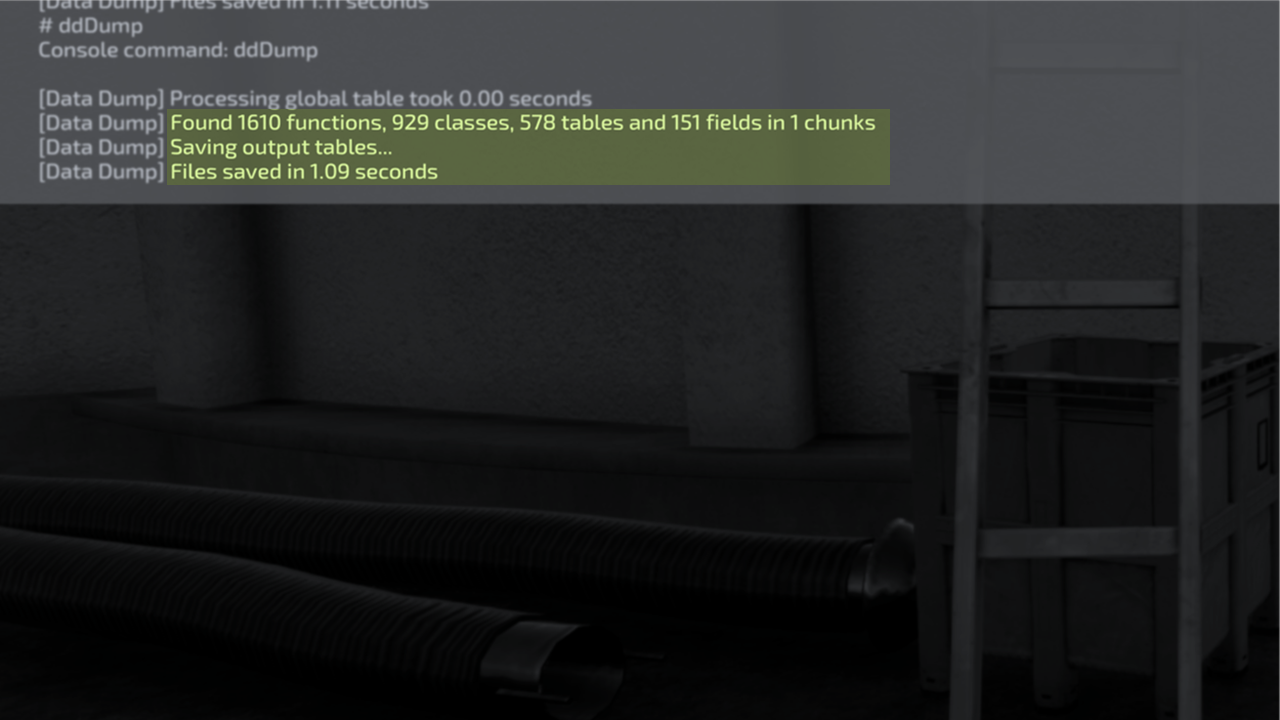 [Data Dump] Files saved in 1.11 seconds
# ddDump
Console command: ddDump
[Data Dump] Processing global table took 0.00 seconds
[Data Dump] Found 1610 functions, 929 classes, 578 tables and 151 fields in 1 chunks
[Data Dump] Saving output tables...
[Data Dump] Files saved in 1.09 seconds